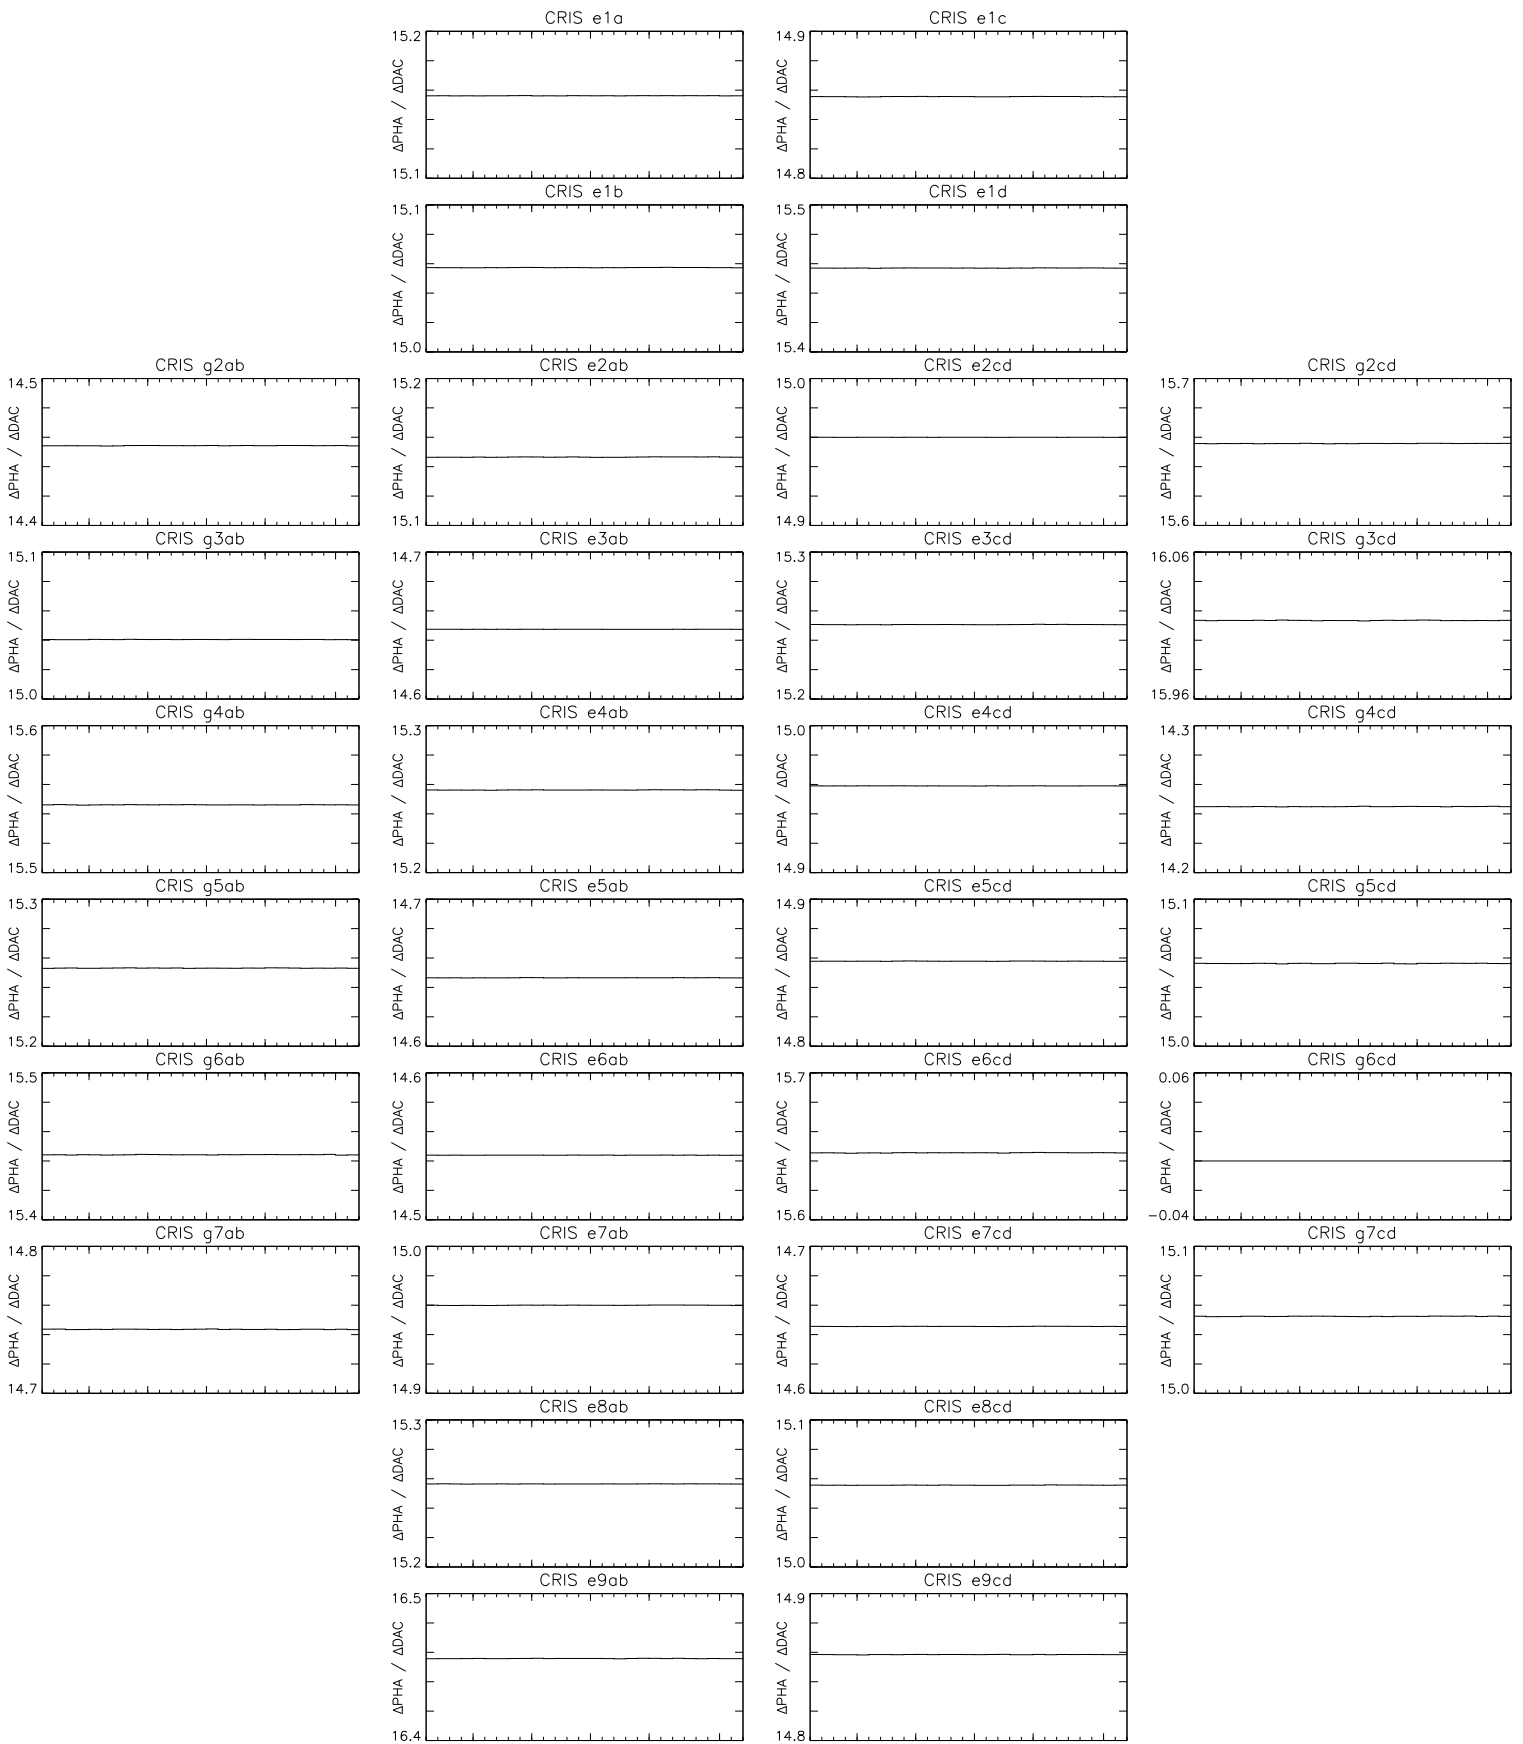 CRIS e1a
CRIS e1c
15.2
ΔPHA / ΔDAC
15.1
14.9
ΔPHA / ΔDAC
14.8
CRIS e1b
CRIS e1d
15.1
ΔPHA / ΔDAC
15.0
15.5
ΔPHA / ΔDAC
15.4
CRIS g2ab
CRIS e2ab
CRIS e2cd
CRIS g2cd
14.5
ΔPHA / ΔDAC
14.4
15.2
ΔPHA / ΔDAC
15.1
15.0
ΔPHA / ΔDAC
14.9
15.7
ΔPHA / ΔDAC
15.6
CRIS g3ab
CRIS e3ab
CRIS e3cd
CRIS g3cd
15.1
ΔPHA / ΔDAC
15.0
14.7
ΔPHA / ΔDAC
14.6
15.3
ΔPHA / ΔDAC
15.2
16.06
ΔPHA / ΔDAC
15.96
CRIS g4ab
CRIS e4ab
CRIS e4cd
CRIS g4cd
15.6
ΔPHA / ΔDAC
15.5
15.3
ΔPHA / ΔDAC
15.2
15.0
ΔPHA / ΔDAC
14.9
14.3
ΔPHA / ΔDAC
14.2
CRIS g5ab
CRIS e5ab
CRIS e5cd
CRIS g5cd
15.3
ΔPHA / ΔDAC
15.2
14.7
ΔPHA / ΔDAC
14.6
14.9
ΔPHA / ΔDAC
14.8
15.1
ΔPHA / ΔDAC
15.0
CRIS g6ab
CRIS e6ab
CRIS e6cd
CRIS g6cd
15.5
ΔPHA / ΔDAC
15.4
14.6
ΔPHA / ΔDAC
14.5
15.7
ΔPHA / ΔDAC
15.6
0.06
ΔPHA / ΔDAC
−0.04
CRIS g7ab
CRIS e7ab
CRIS e7cd
CRIS g7cd
14.8
ΔPHA / ΔDAC
14.7
15.0
ΔPHA / ΔDAC
14.9
14.7
ΔPHA / ΔDAC
14.6
15.1
ΔPHA / ΔDAC
15.0
CRIS e8ab
CRIS e8cd
15.3
ΔPHA / ΔDAC
15.2
15.1
ΔPHA / ΔDAC
15.0
CRIS e9ab
CRIS e9cd
16.5
ΔPHA / ΔDAC
16.4
14.9
ΔPHA / ΔDAC
14.8